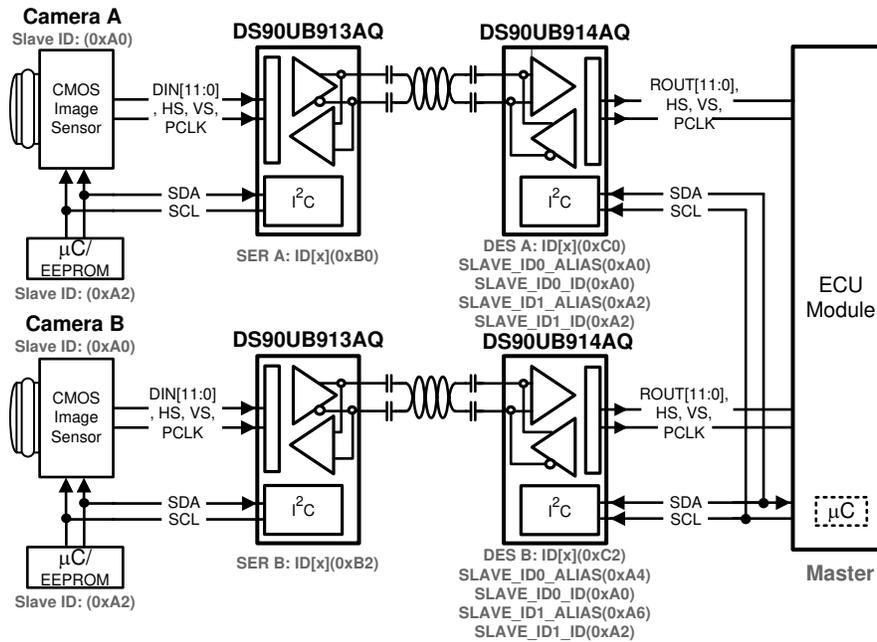 Camera A
Slave ID: (0xA0)
DS90UB913AQ
DS90UB914AQ
CMOS
Image
Sensor
DIN[11:0]
, HS, VS,
PCLK
ROUT[11:0],
HS, VS,
PCLK
SDA
SCL
I²C
I²C
SDA
SCL
µC/
EEPROM
Slave ID: (0xA2)
SER A: ID[x](0xB0)
DES A: ID[x](0xC0)
SLAVE_ID0_ALIAS(0xA0)
SLAVE_ID0_ID(0xA0)
SLAVE_ID1_ALIAS(0xA2)
SLAVE_ID1_ID(0xA2)
ECU
Module
Camera B
Slave ID: (0xA0)
DS90UB913AQ
DS90UB914AQ
CMOS
Image
Sensor
DIN[11:0]
, HS, VS,
PCLK
ROUT[11:0],
HS, VS,
PCLK
SDA
SCL
I²C
I²C
SDA
SCL
µC
µC/
EEPROM
Slave ID: (0xA2)
SER B: ID[x](0xB2)
DES B: ID[x](0xC2)
SLAVE_ID0_ALIAS(0xA4)
SLAVE_ID0_ID(0xA0)
SLAVE_ID1_ALIAS(0xA6)
SLAVE_ID1_ID(0xA2)
Master